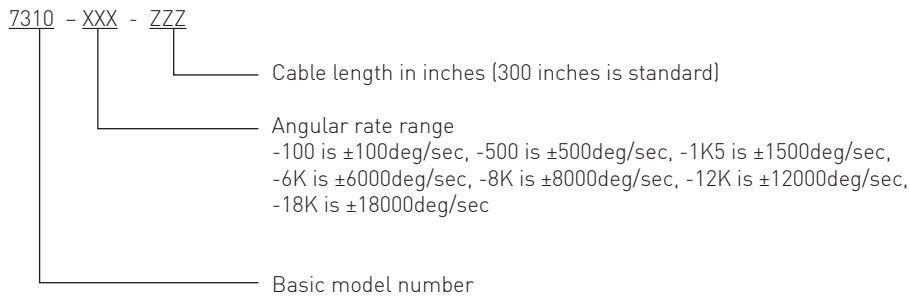 7310 – XXX - ZZZ
Cable length in inches (300 inches is standard)
Angular rate range
-100 is ±100deg/sec, -500 is ±500deg/sec, -1K5 is ±1500deg/sec,
-6K is ±6000deg/sec, -8K is ±8000deg/sec, -12K is ±12000deg/sec,
-18K is ±18000deg/sec
Basic model number